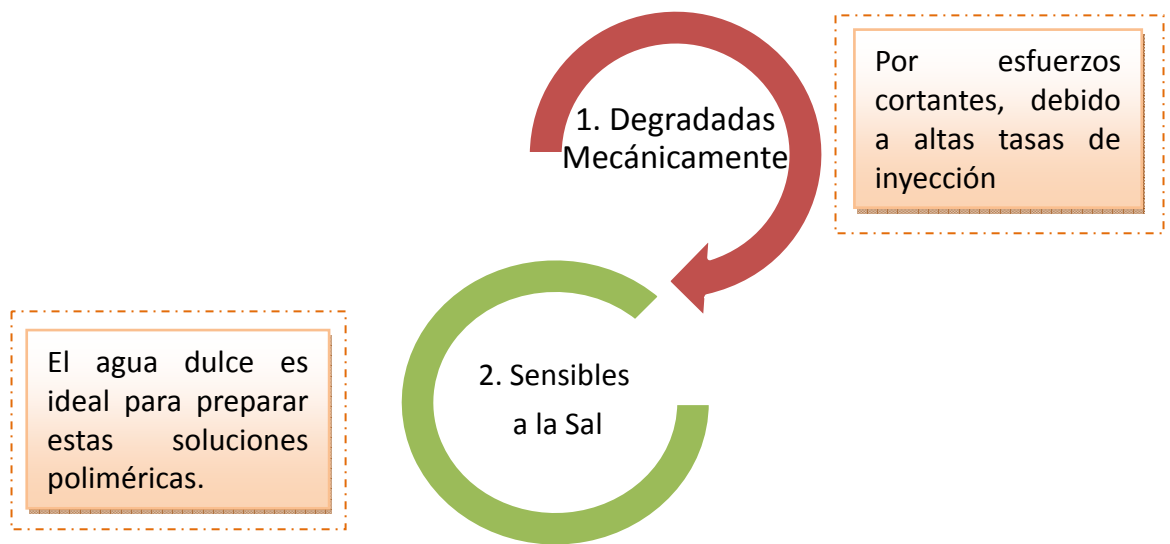 1. Degradadas
Mecánicamente
Por esfuerzos
cortantes, debido
a altas tasas de
inyección
2. Sensibles
a la Sal
El agua dulce es
ideal para preparar
estas soluciones
poliméricas.